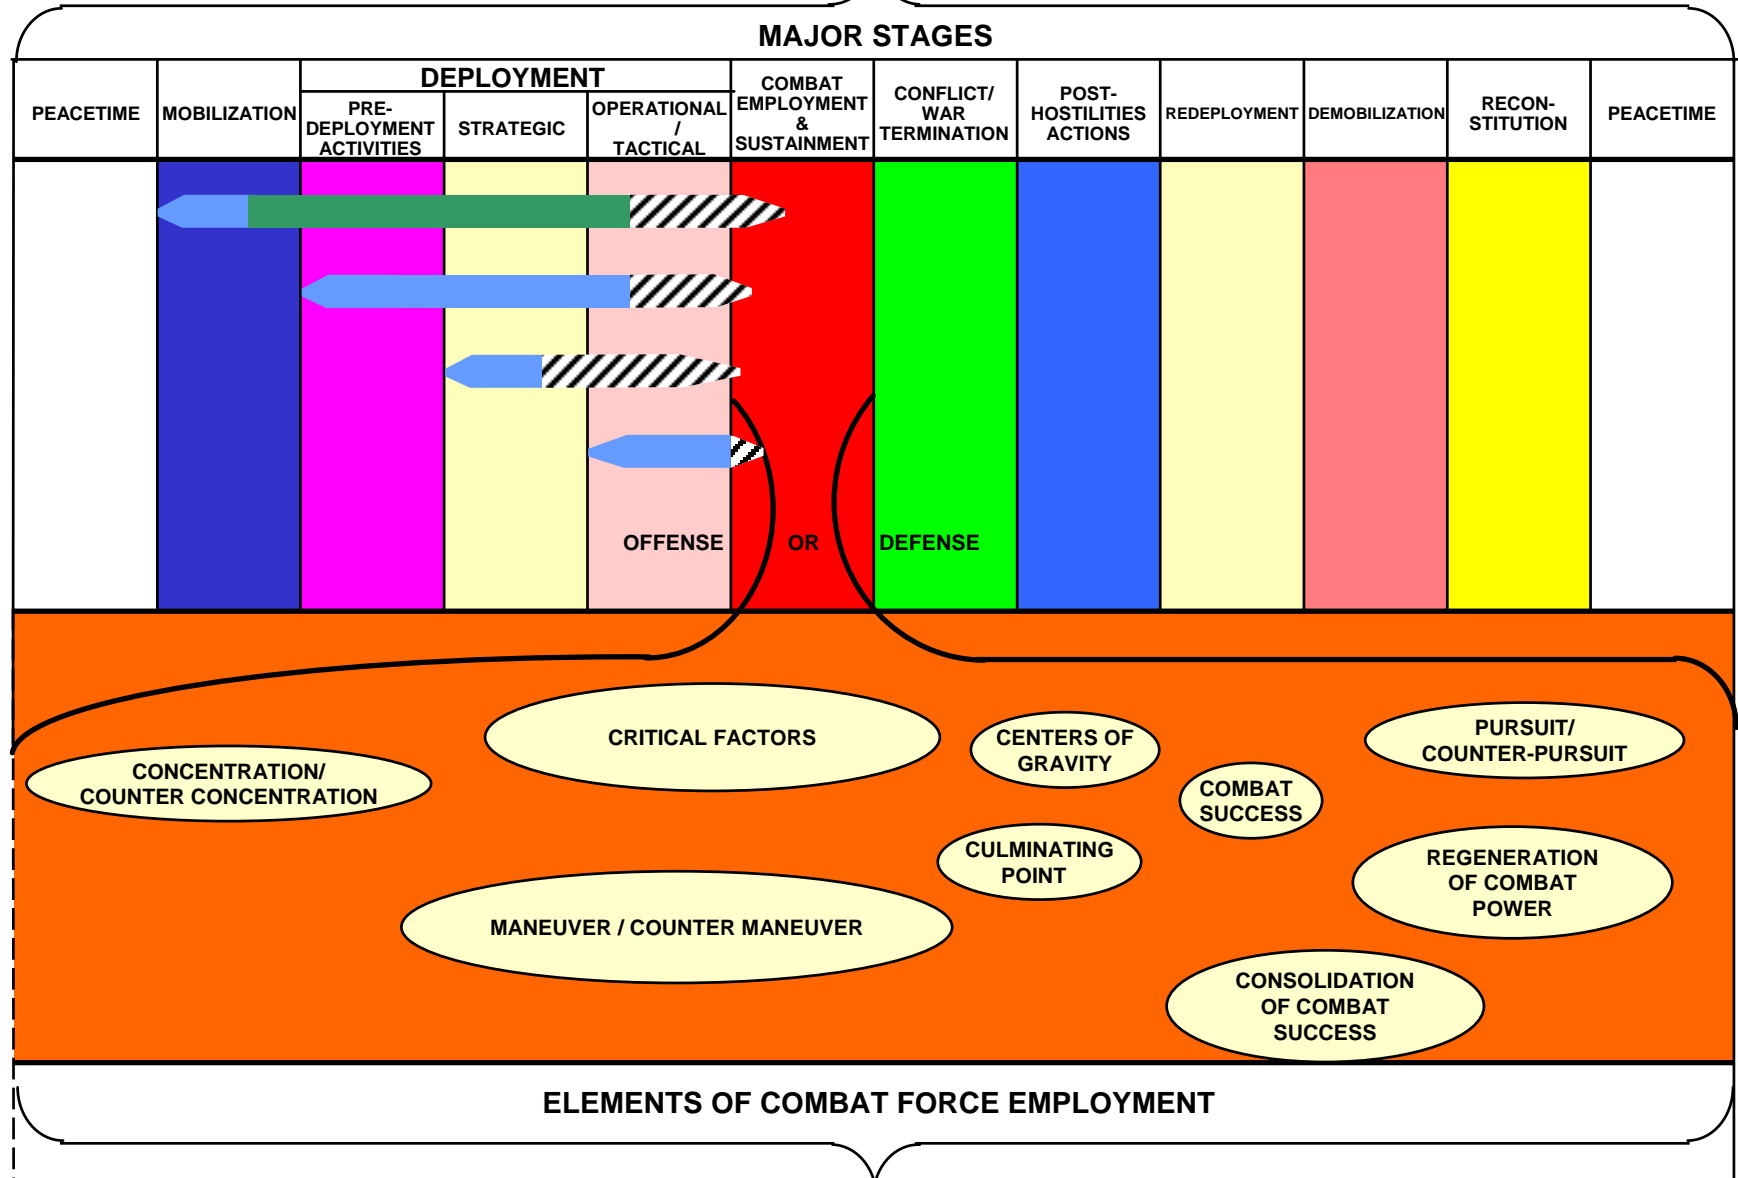 MAJOR STAGES
DEPLOYMENT
PEACETIME
MOBILIZATION
PRE-
DEPLOYMENT
ACTIVITIES
STRATEGIC
OPERATIONAL
/
TACTICAL
COMBAT
EMPLOYMENT
&
SUSTAINMENT
CONFLICT/
WAR
TERMINATION
POST-
HOSTILITIES
ACTIONS
REDEPLOYMENT
DEMOBILIZATION
RECON-
STITUTION
PEACETIME
OFFENSE OR DEFENSE
CONCENTRATION/
COUNTER CONCENTRATION
CRITICAL FACTORS
CENTERS OF
GRAVITY
PURSUIT/
COUNTER-PURSUIT
COMBAT
SUCCESS
CULMINATING
POINT
REGENERATION
OF COMBAT
POWER
MANEUVER / COUNTER MANEUVER
CONSOLIDATION
OF COMBAT
SUCCESS
ELEMENTS OF COMBAT FORCE EMPLOYMENT